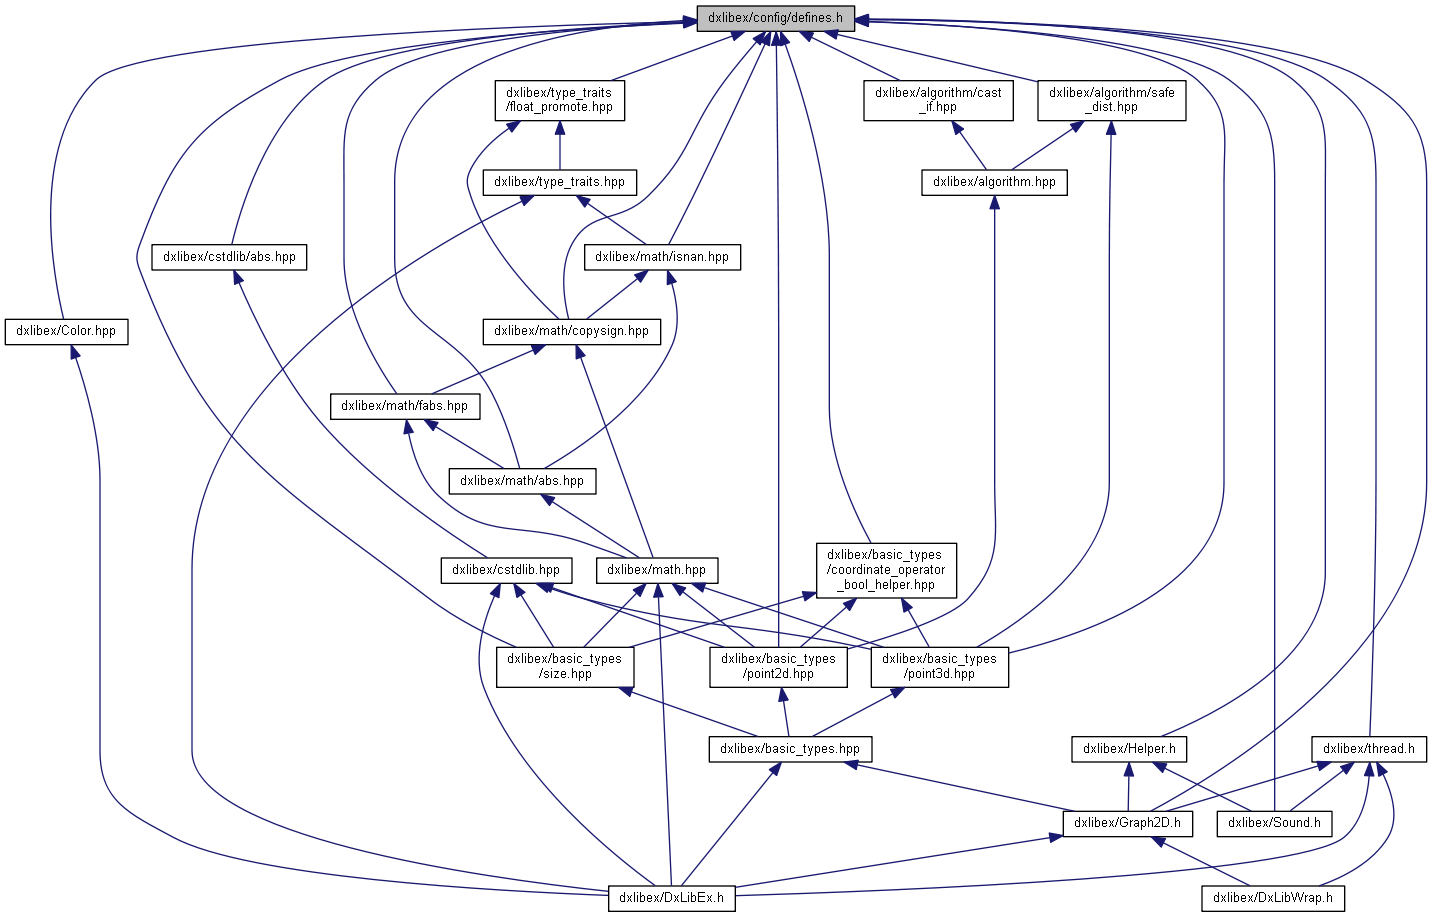 dxlibex/config/defines.h
dxlibex/type_traits
/float_promote.hpp
dxlibex/algorithm/cast
_if.hpp
dxlibex/algorithm/safe
_dist.hpp
dxlibex/type_traits.hpp
dxlibex/algorithm.hpp
dxlibex/cstdlib/abs.hpp
dxlibex/math/isnan.hpp
dxlibex/Color.hpp
dxlibex/math/copysign.hpp
dxlibex/math/fabs.hpp
dxlibex/math/abs.hpp
dxlibex/cstdlib.hpp
dxlibex/math.hpp
dxlibex/basic_types
/coordinate_operator
_bool_helper.hpp
dxlibex/basic_types
/size.hpp
dxlibex/basic_types
/point2d.hpp
dxlibex/basic_types
/point3d.hpp
dxlibex/basic_types.hpp
dxlibex/Helper.h
dxlibex/thread.h
dxlibex/Graph2D.h
dxlibex/Sound.h
dxlibex/DxLibEx.h
dxlibex/DxLibWrap.h